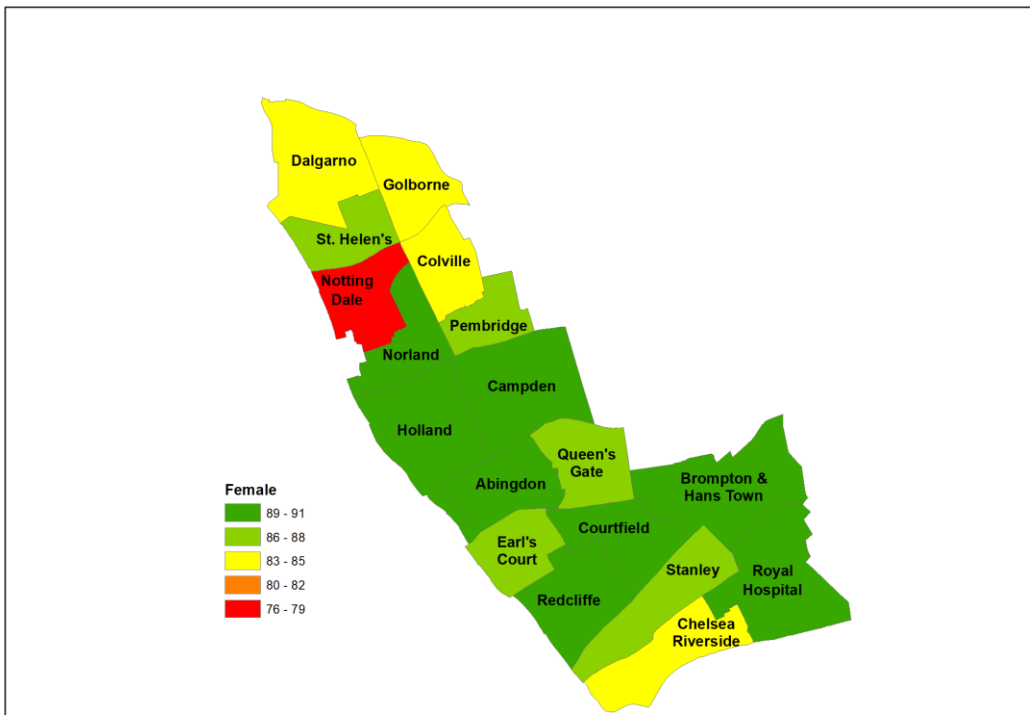 Dalgarno
Golborne
St. Helen's
Colville
Notting
Dale
Pembridge
Norland
Campden
Holland
Queen's
Gate
Abingdon
Brompton &
Hans Town
Courtfield
Earl's
Court
Stanley
Royal
Hospital
Redcliffe
Chelsea
Riverside
Female
89 - 91
86 - 88
83 - 85
80 - 82
76 - 79